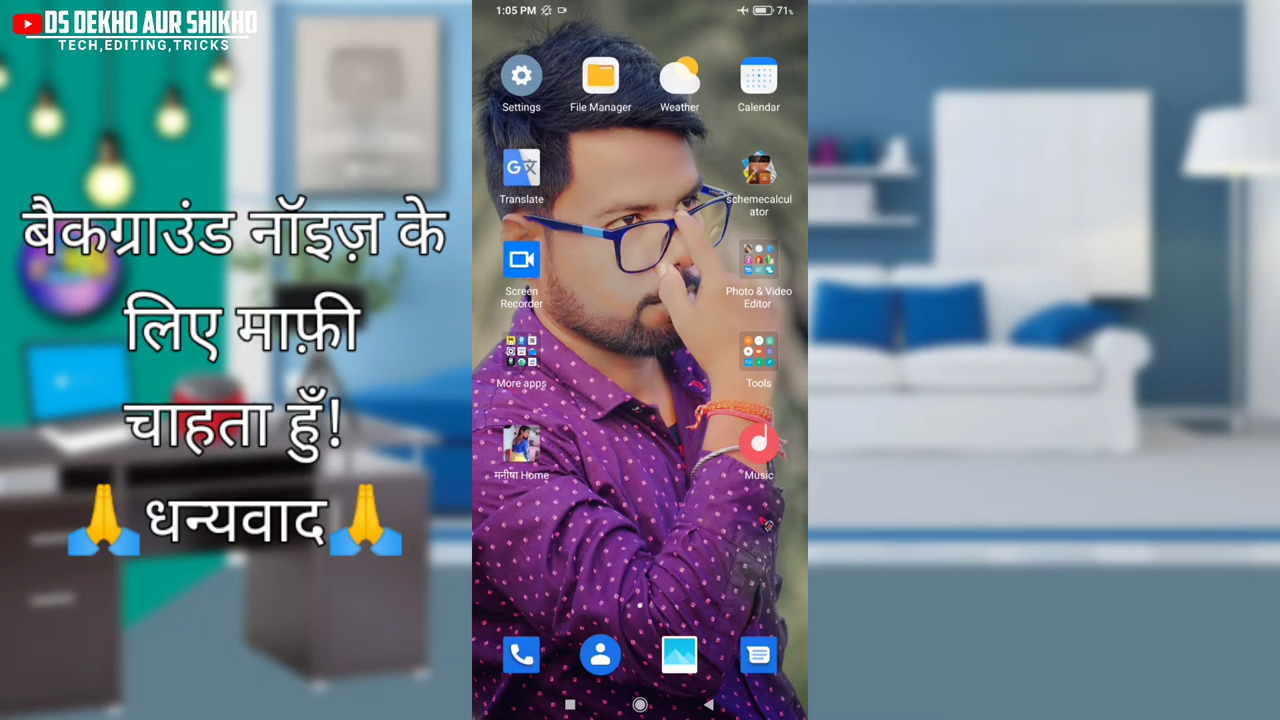 DS DEKHO AUR SHIKHO
TECH,EDITING,TRICKS
बैकग्राउंड नॉइज़ के
लिए माफ़ी
चाहता हुँ!
🙏धन्यवाद🙏
1:05 PM
71%
Settings
File Manager
Weather
Calendar
Translate
schemecalcul
ator
Screen
Recorder
Photo & Video
Editor
More apps
Tools
मनीषा Home
Music